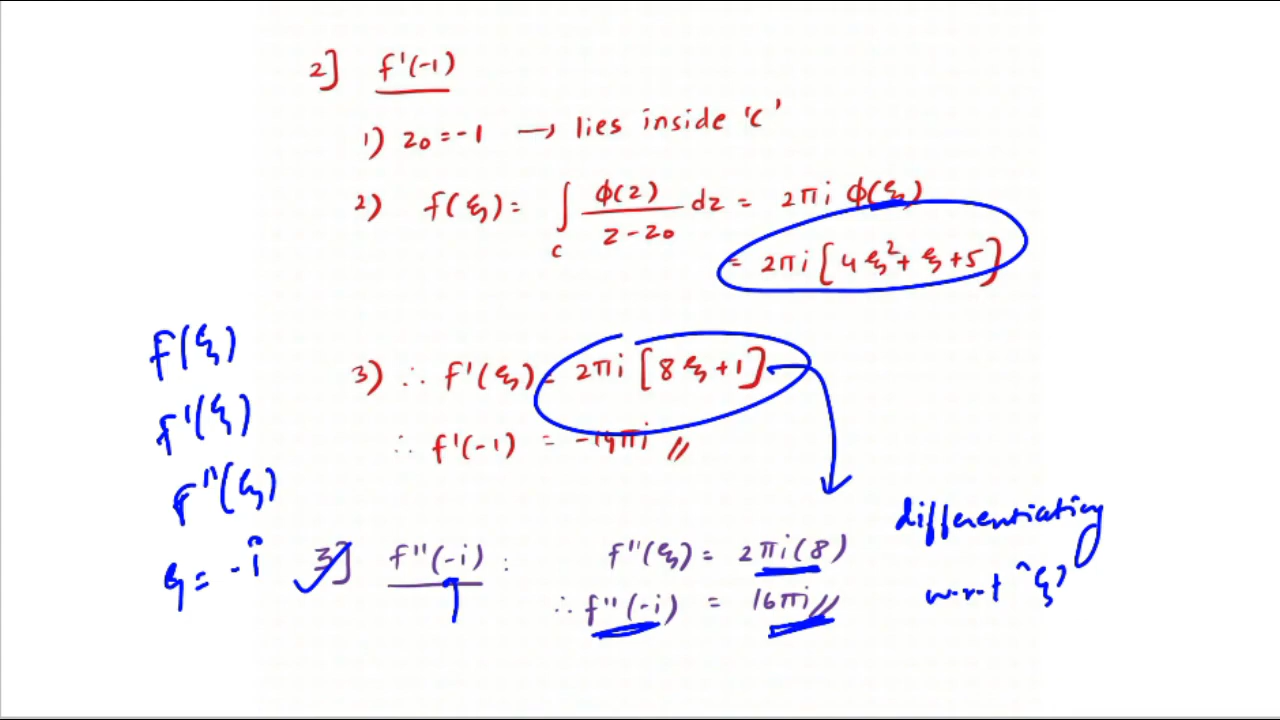 2] f'(-1)
1) z₀ = -1 → lies inside 'c'
2) f(ξ) = ∫_c φ(z)/(z-z₀) dz = 2πi φ(ξ)
= 2πi [4ξ² + ξ + 5]
f(ξ)
3) ∴ f'(ξ) = 2πi [8ξ + 1]
f'(ξ)
∴ f'(-1) = -14πi //
f''(ξ)
differentiating
w.r.t 'ξ'
ξ = -i
3] f''(-i) : f''(ξ) = 2πi(8)
∴ f''(-i) = 16πi //